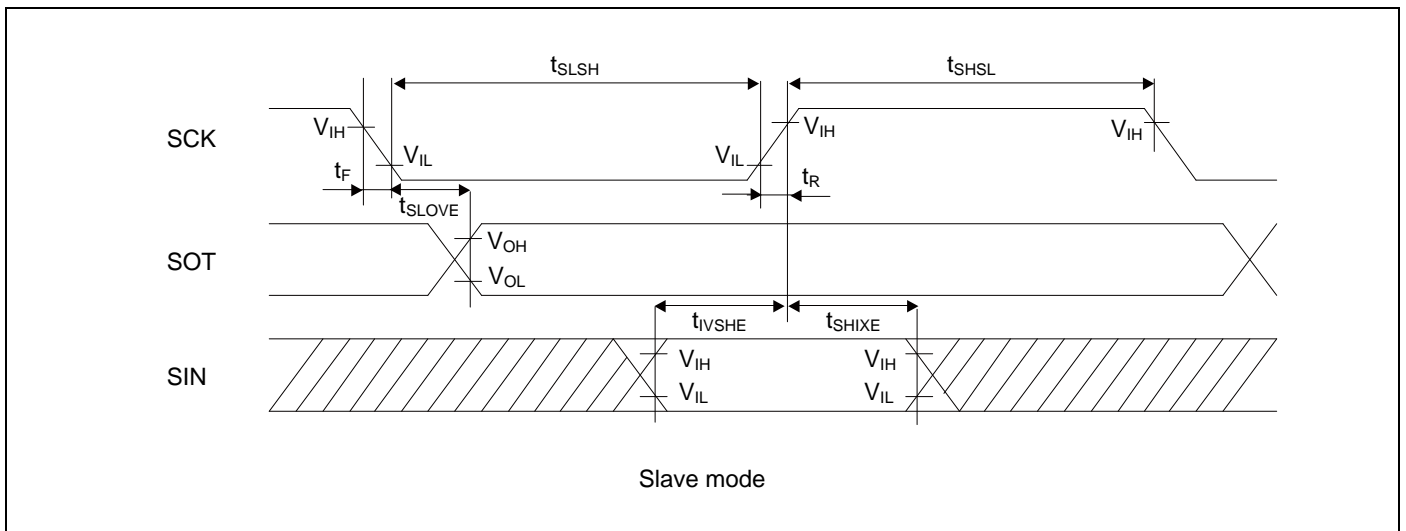 tSLSH
tSHSL
SCK
VIH
VIL
VIL
VIH
VIH
tF
tR
tSLOVE
SOT
VOH
VOL
tIVSHE
tSHIXE
SIN
VIH
VIH
VIL
VIL
Slave mode